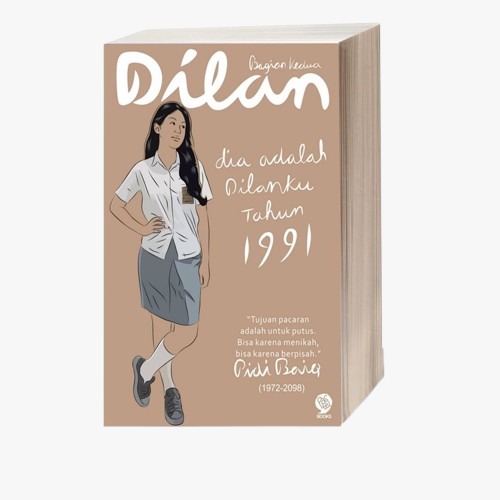 Bagian Kedua
Dilan
dia adalah
Dilanku
Tahun
1991
"Tujuan pacaran
adalah untuk putus.
Bisa karena menikah,
bisa karena berpisah."
Pidi Baiq
(1972-2098)
BOOKS